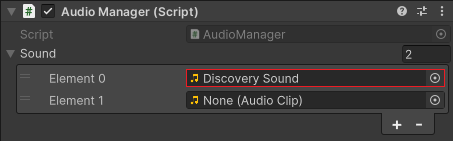 Audio Manager (Script)
Script AudioManager
Sound 2
Element 0 Discovery Sound
Element 1 None (Audio Clip)
+ -